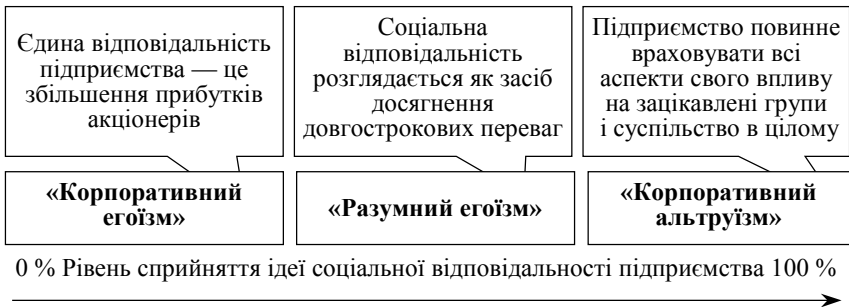 Єдина відповідальність
підприємства — це
збільшення прибутків
акціонерів
Соціальна
відповідальність
розглядається як засіб
досягнення
довгострокових переваг
Підприємство повинне
враховувати всі
аспекти свого впливу
на зацікавлені групи
і суспільство в цілому
«Корпоративний
егоїзм»
«Разумний егоїзм»
«Корпоративний
альтруїзм»
0 % Рівень сприйняття ідеї соціальної відповідальності підприємства 100 %